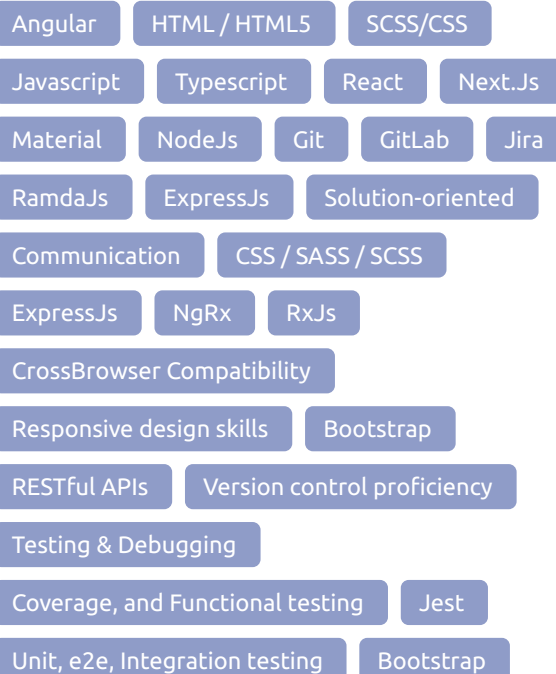 Angular HTML / HTML5 SCSS/CSS
Javascript Typescript React Next.Js
Material NodeJs Git GitLab Jira
RamdaJs ExpressJs Solution-oriented
Communication CSS / SASS / SCSS
ExpressJs NgRx RxJs
CrossBrowser Compatibility
Responsive design skills Bootstrap
RESTful APIs Version control proficiency
Testing & Debugging
Coverage, and Functional testing Jest
Unit, e2e, Integration testing Bootstrap